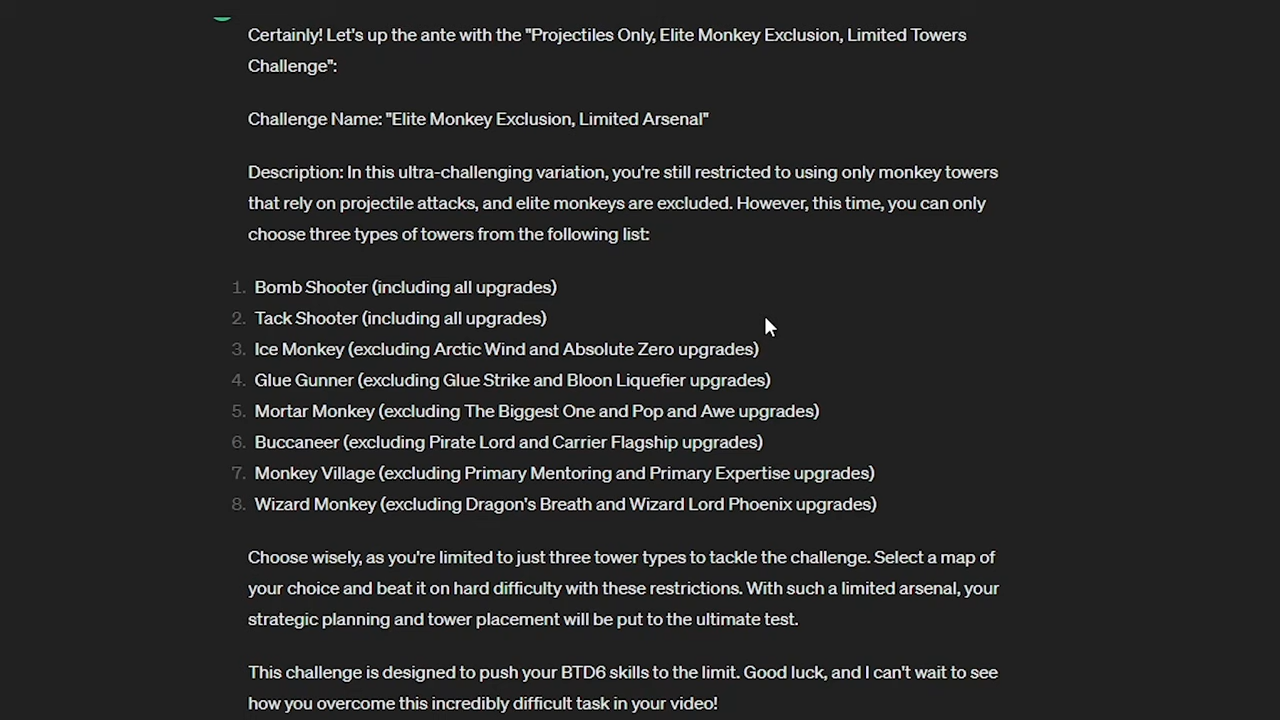 Certainly! Let's up the ante with the "Projectiles Only, Elite Monkey Exclusion, Limited Towers
Challenge":
Challenge Name: "Elite Monkey Exclusion, Limited Arsenal"
Description: In this ultra-challenging variation, you're still restricted to using only monkey towers
that rely on projectile attacks, and elite monkeys are excluded. However, this time, you can only
choose three types of towers from the following list:
1. Bomb Shooter (including all upgrades)
2. Tack Shooter (including all upgrades)
3. Ice Monkey (excluding Arctic Wind and Absolute Zero upgrades)
4. Glue Gunner (excluding Glue Strike and Bloon Liquefier upgrades)
5. Mortar Monkey (excluding The Biggest One and Pop and Awe upgrades)
6. Buccaneer (excluding Pirate Lord and Carrier Flagship upgrades)
7. Monkey Village (excluding Primary Mentoring and Primary Expertise upgrades)
8. Wizard Monkey (excluding Dragon's Breath and Wizard Lord Phoenix upgrades)
Choose wisely, as you're limited to just three tower types to tackle the challenge. Select a map of
your choice and beat it on hard difficulty with these restrictions. With such a limited arsenal, your
strategic planning and tower placement will be put to the ultimate test.
This challenge is designed to push your BTD6 skills to the limit. Good luck, and I can't wait to see
how you overcome this incredibly difficult task in your video!